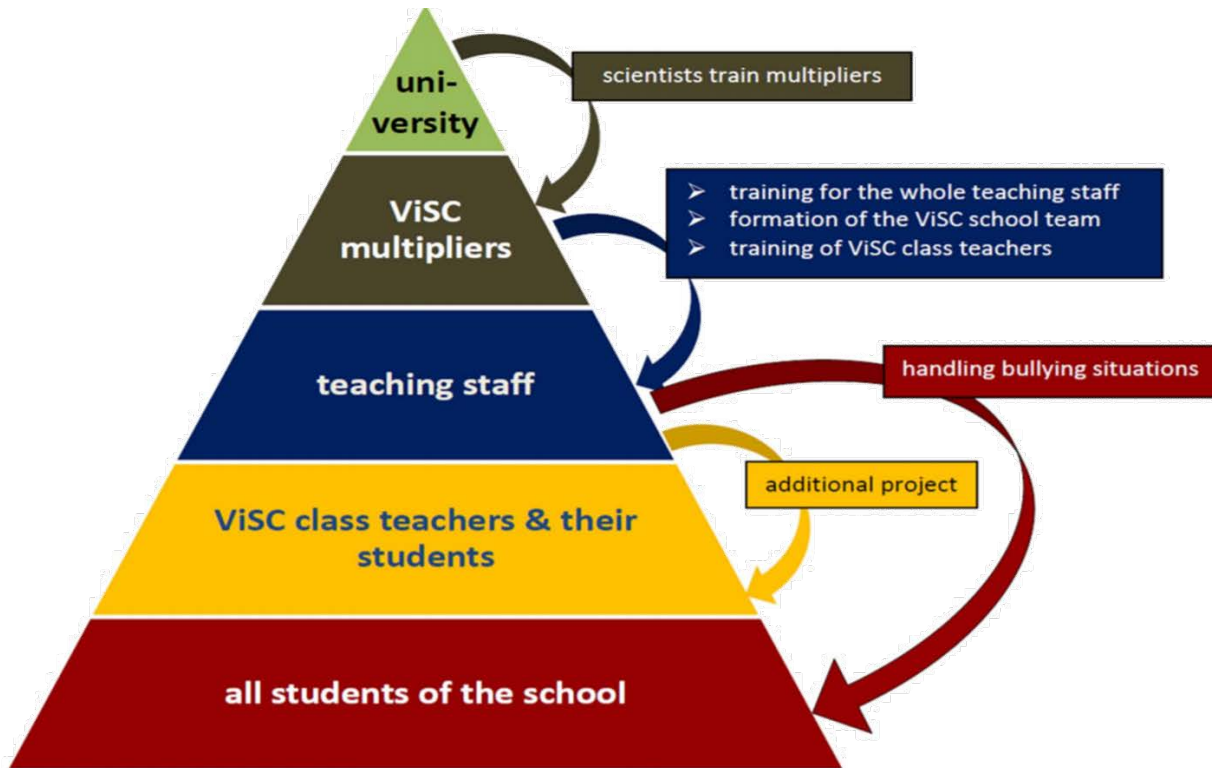 uni-
versity
scientists train multipliers
ViSC
multipliers
➢ training for the whole teaching staff
➢ formation of the ViSC school team
➢ training of ViSC class teachers
teaching staff
handling bullying situations
additional project
ViSC class teachers & their
students
all students of the school